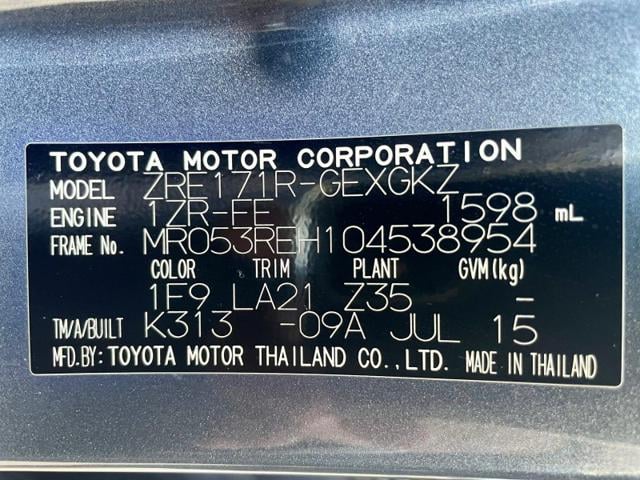 TOYOTA MOTOR CORPORATION
MODEL ZRE171R-GEXGKZ
ENGINE 1ZR-FE 1598 mL
FRAME No. MR053REH104538954
COLOR TRIM PLANT GVM(kg)
1F9 LA21 Z35 -
TM/A/BUILT K313 -09A JUL 15
MFD.BY:TOYOTA MOTOR THAILAND CO.,LTD. MADE IN THAILAND